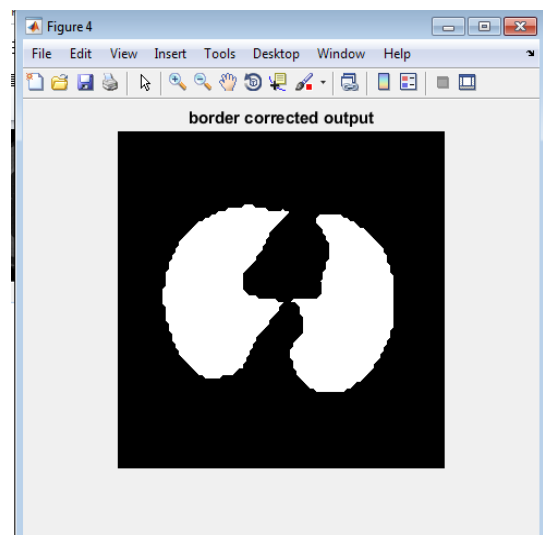 Figure 4
File Edit View Insert Tools Desktop Window Help
border corrected output